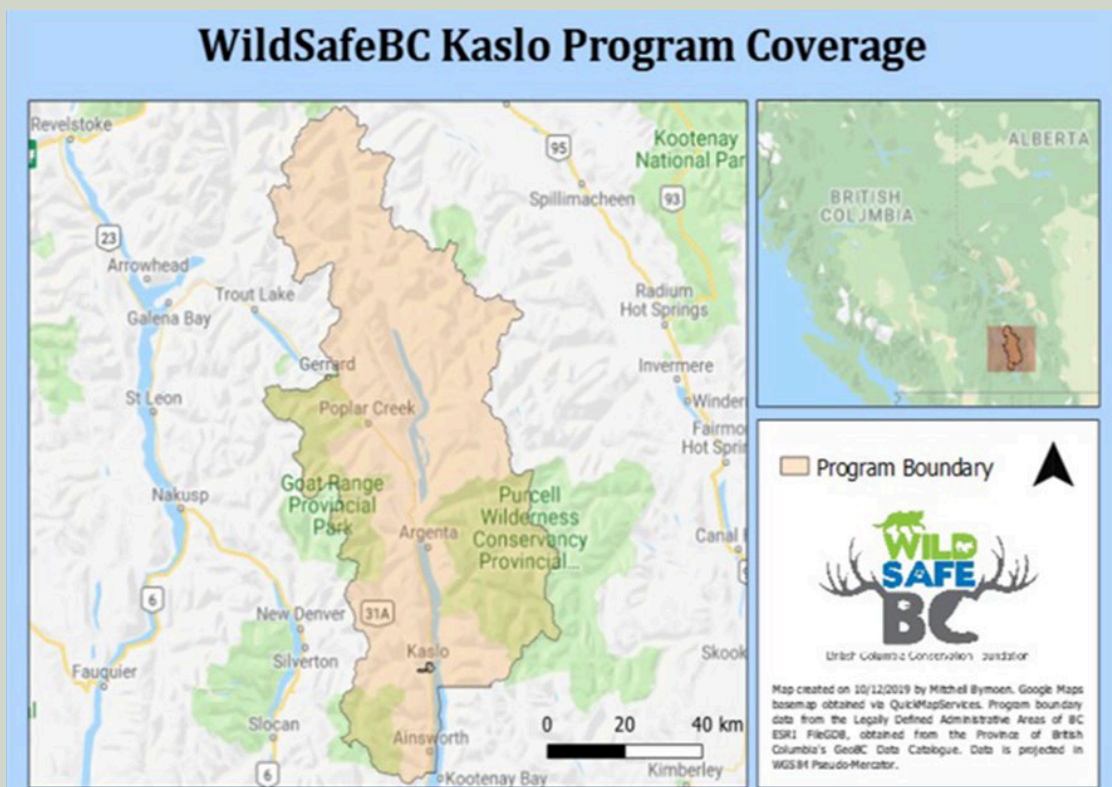 WildSafeBC Kaslo Program Coverage
Revelstoke
95
Kootenay
National Par
Spillimacheen
93
23
Arrowhead
Trout Lake
Galena Bay
Radium
Hot Springs
Gerrard
Invermere
St Leon
Poplar Creek
Winder
Fairmo
Hot Sprin
Goat Range
Provincial
Park
Purcell
Wilderness
Conservancy
Provincial...
Nakusp
Argenta
Canal
6
New Denver
31A
Silverton
Kaslo
Skook
Fauquier
Slocan
0 20 40 km
Ainsworth
6
Kootenay Bay
Kimberley
ALBERTA
BRITISH
COLUMBIA
Program Boundary
WILD
SAFE
BC
British Columbia Conservation Foundation
Map created on 10/12/2019 by Mitchell Bymoen. Google Maps
basemap obtained via QuickMapServices. Program boundary
data from the Legally Defined Administrative Areas of BC
ESRI FileGDB, obtained from the Province of British
Columbia's GeoBC Data Catalogue. Data is projected in
WGS84 Pseudo-Mercator.